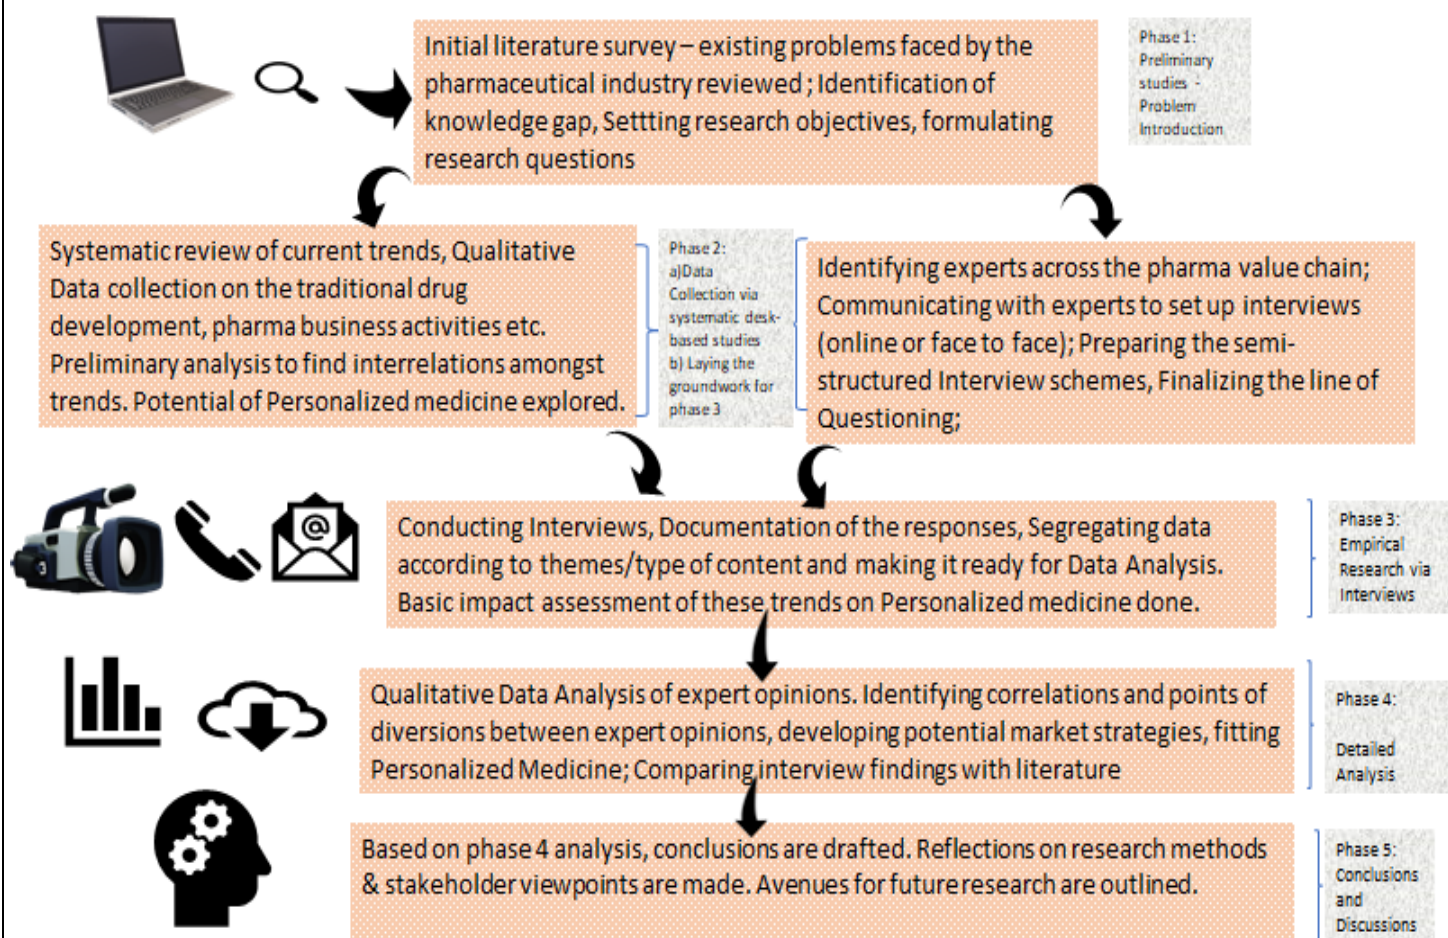 Initial literature survey – existing problems faced by the
pharmaceutical industry reviewed ; Identification of
knowledge gap, Settting research objectives, formulating
research questions
Phase 1:
Preliminary
studies -
Problem
Introduction
Systematic review of current trends, Qualitative
Data collection on the traditional drug
development, pharma business activities etc.
Preliminary analysis to find interrelations amongst
trends. Potential of Personalized medicine explored.
Phase 2:
a)Data
Collection via
systematic desk-
based studies
b) Laying the
groundwork for
phase 3
Identifying experts across the pharma value chain;
Communicating with experts to set up interviews
(online or face to face); Preparing the semi-
structured Interview schemes, Finalizing the line of
Questioning;
@
Conducting Interviews, Documentation of the responses, Segregating data
according to themes/type of content and making it ready for Data Analysis.
Basic impact assessment of these trends on Personalized medicine done.
Phase 3:
Empirical
Research via
Interviews
Qualitative Data Analysis of expert opinions. Identifying correlations and points of
diversions between expert opinions, developing potential market strategies, fitting
Personalized Medicine; Comparing interview findings with literature
Phase 4:
Detailed
Analysis
Based on phase 4 analysis, conclusions are drafted. Reflections on research methods
& stakeholder viewpoints are made. Avenues for future research are outlined.
Phase 5:
Conclusions
and
Discussions